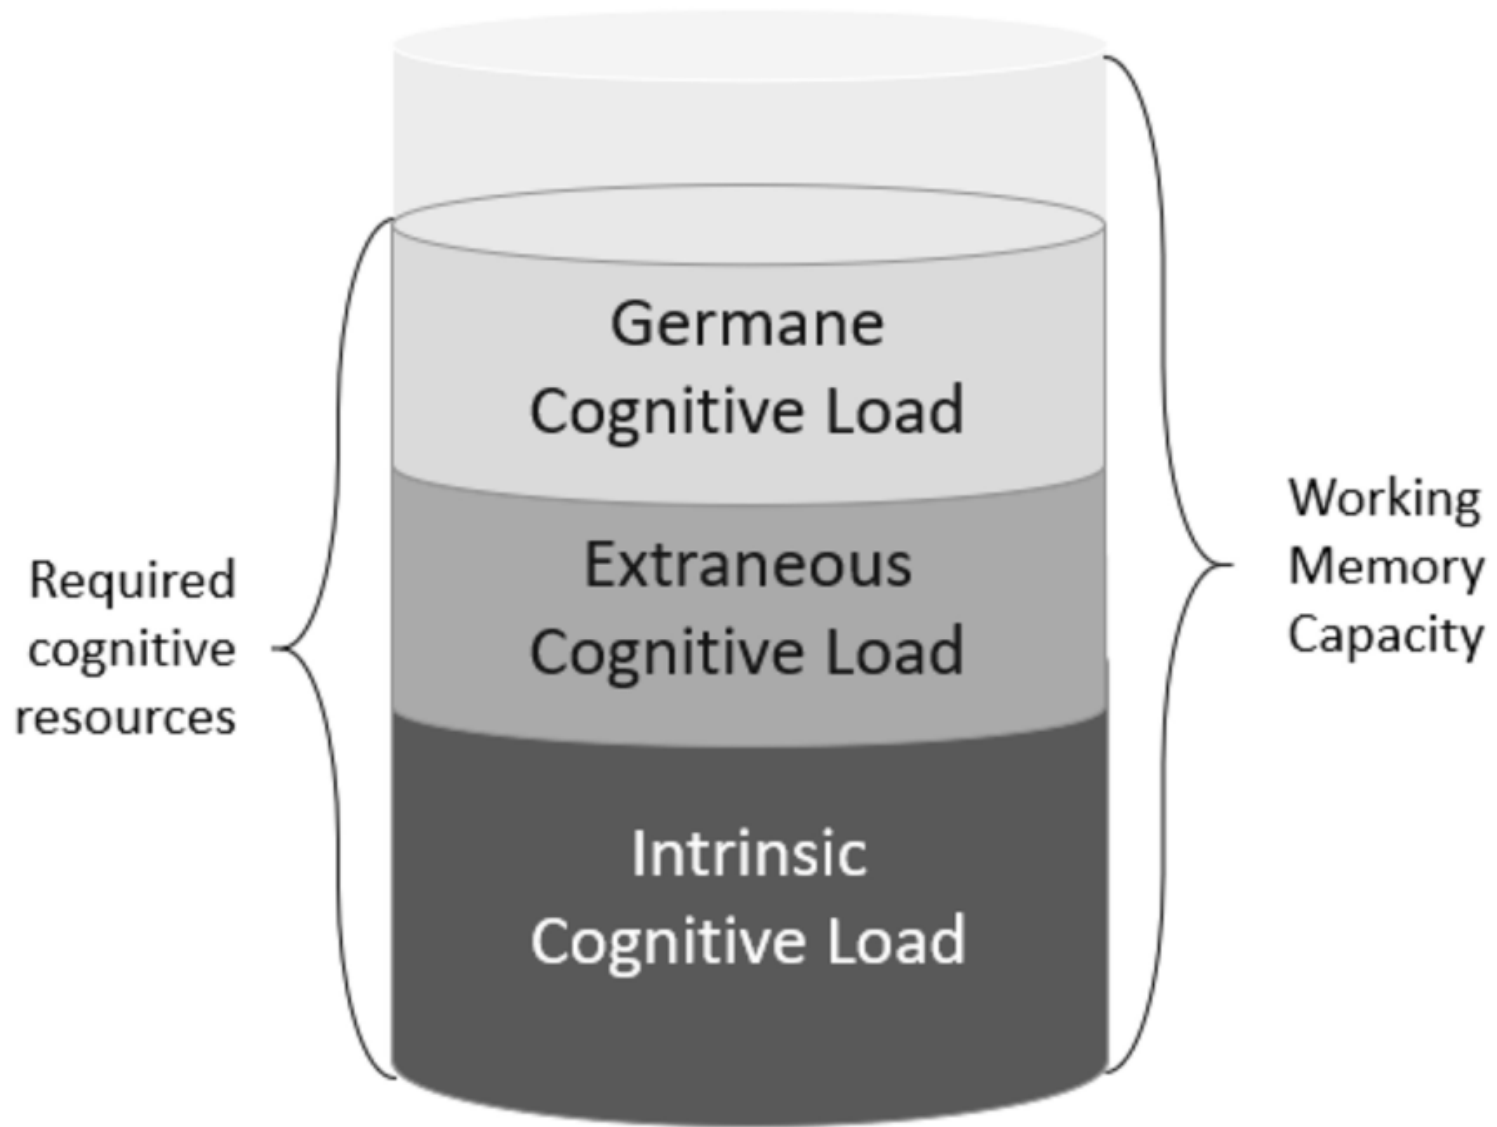 Germane
Cognitive Load
Extraneous
Cognitive Load
Intrinsic
Cognitive Load
Required
cognitive
resources
Working
Memory
Capacity